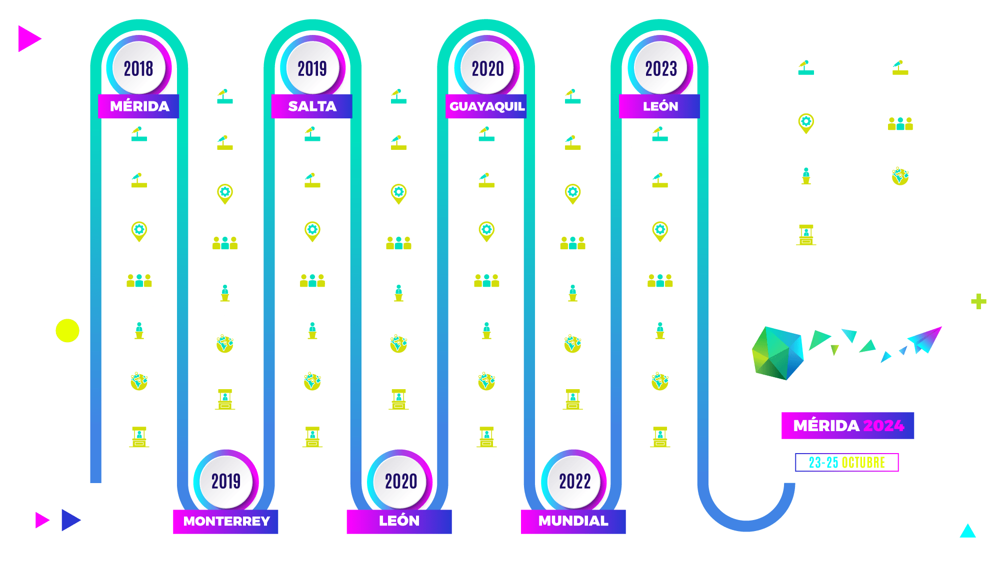 2018
MÉRIDA
2019
MONTERREY
2019
SALTA
2020
LEÓN
2020
GUAYAQUIL
2022
MUNDIAL
2023
LEÓN
MÉRIDA 2024
23-25 OCTUBRE